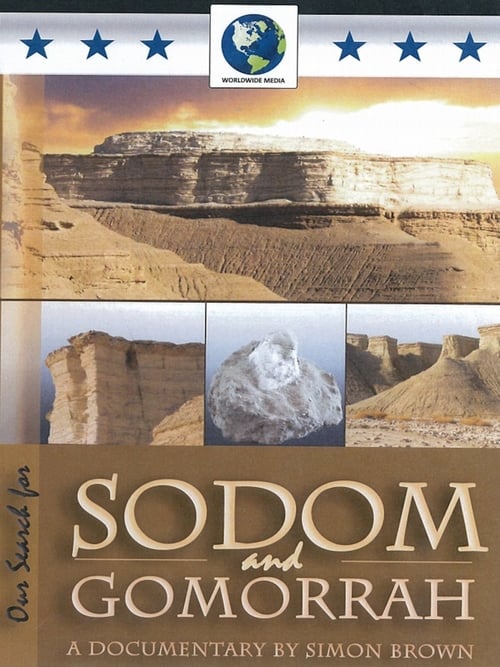 WORLDWIDE MEDIA
Our Search for
SODOM
and
GOMORRAH
A DOCUMENTARY BY SIMON BROWN